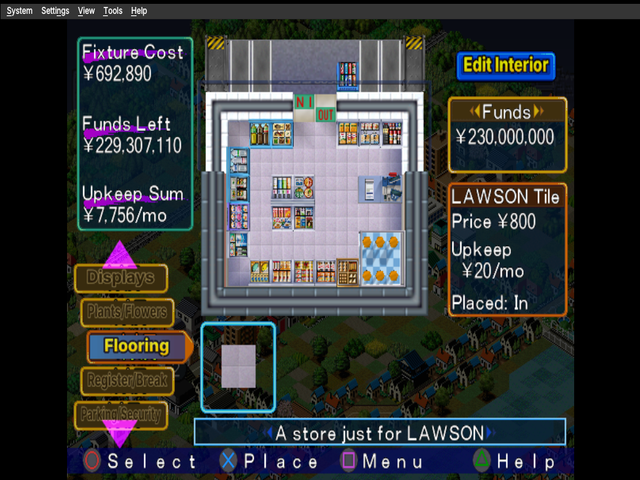 System Settings View Tools Help
Fixture Cost
¥692,890
Funds Left
¥229,307,110
Upkeep Sum
¥7,756/mo
Displays
Plants/Flowers
Flooring
Register/Break
Parking/Security
N I
OUT
Edit Interior
Funds
¥230,000,000
LAWSON Tile
Price ¥800
Upkeep
¥20/mo
Placed: In
A store just for LAWSON
Select Place Menu Help